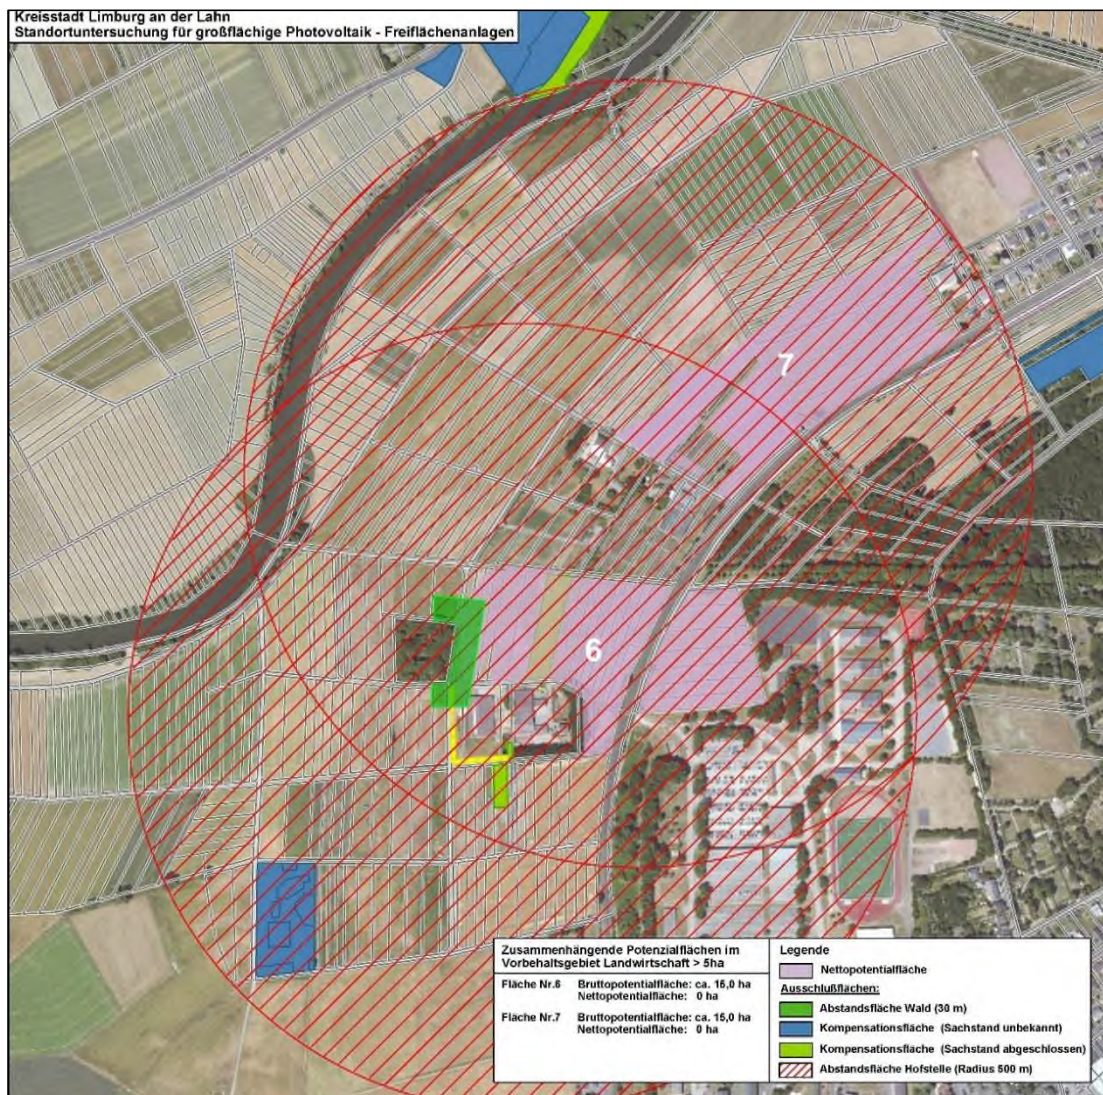 Kreisstadt Limburg an der Lahn
Standortuntersuchung für großflächige Photovoltaik - Freiflächenanlagen
7
6
Zusammenhängende Potenzialflächen im
Vorbehaltsgebiet Landwirtschaft > 5ha
Fläche Nr.6 Bruttopotentialfläche: ca. 15,0 ha
Nettopotentialfläche: 0 ha
Fläche Nr.7 Bruttopotentialfläche: ca. 15,0 ha
Nettopotentialfläche: 0 ha
Legende
Nettopotentialfläche
Ausschlußflächen:
Abstandsfläche Wald (30 m)
Kompensationsfläche (Sachstand unbekannt)
Kompensationsfläche (Sachstand abgeschlossen)
Abstandsfläche Hofstelle (Radius 500 m)